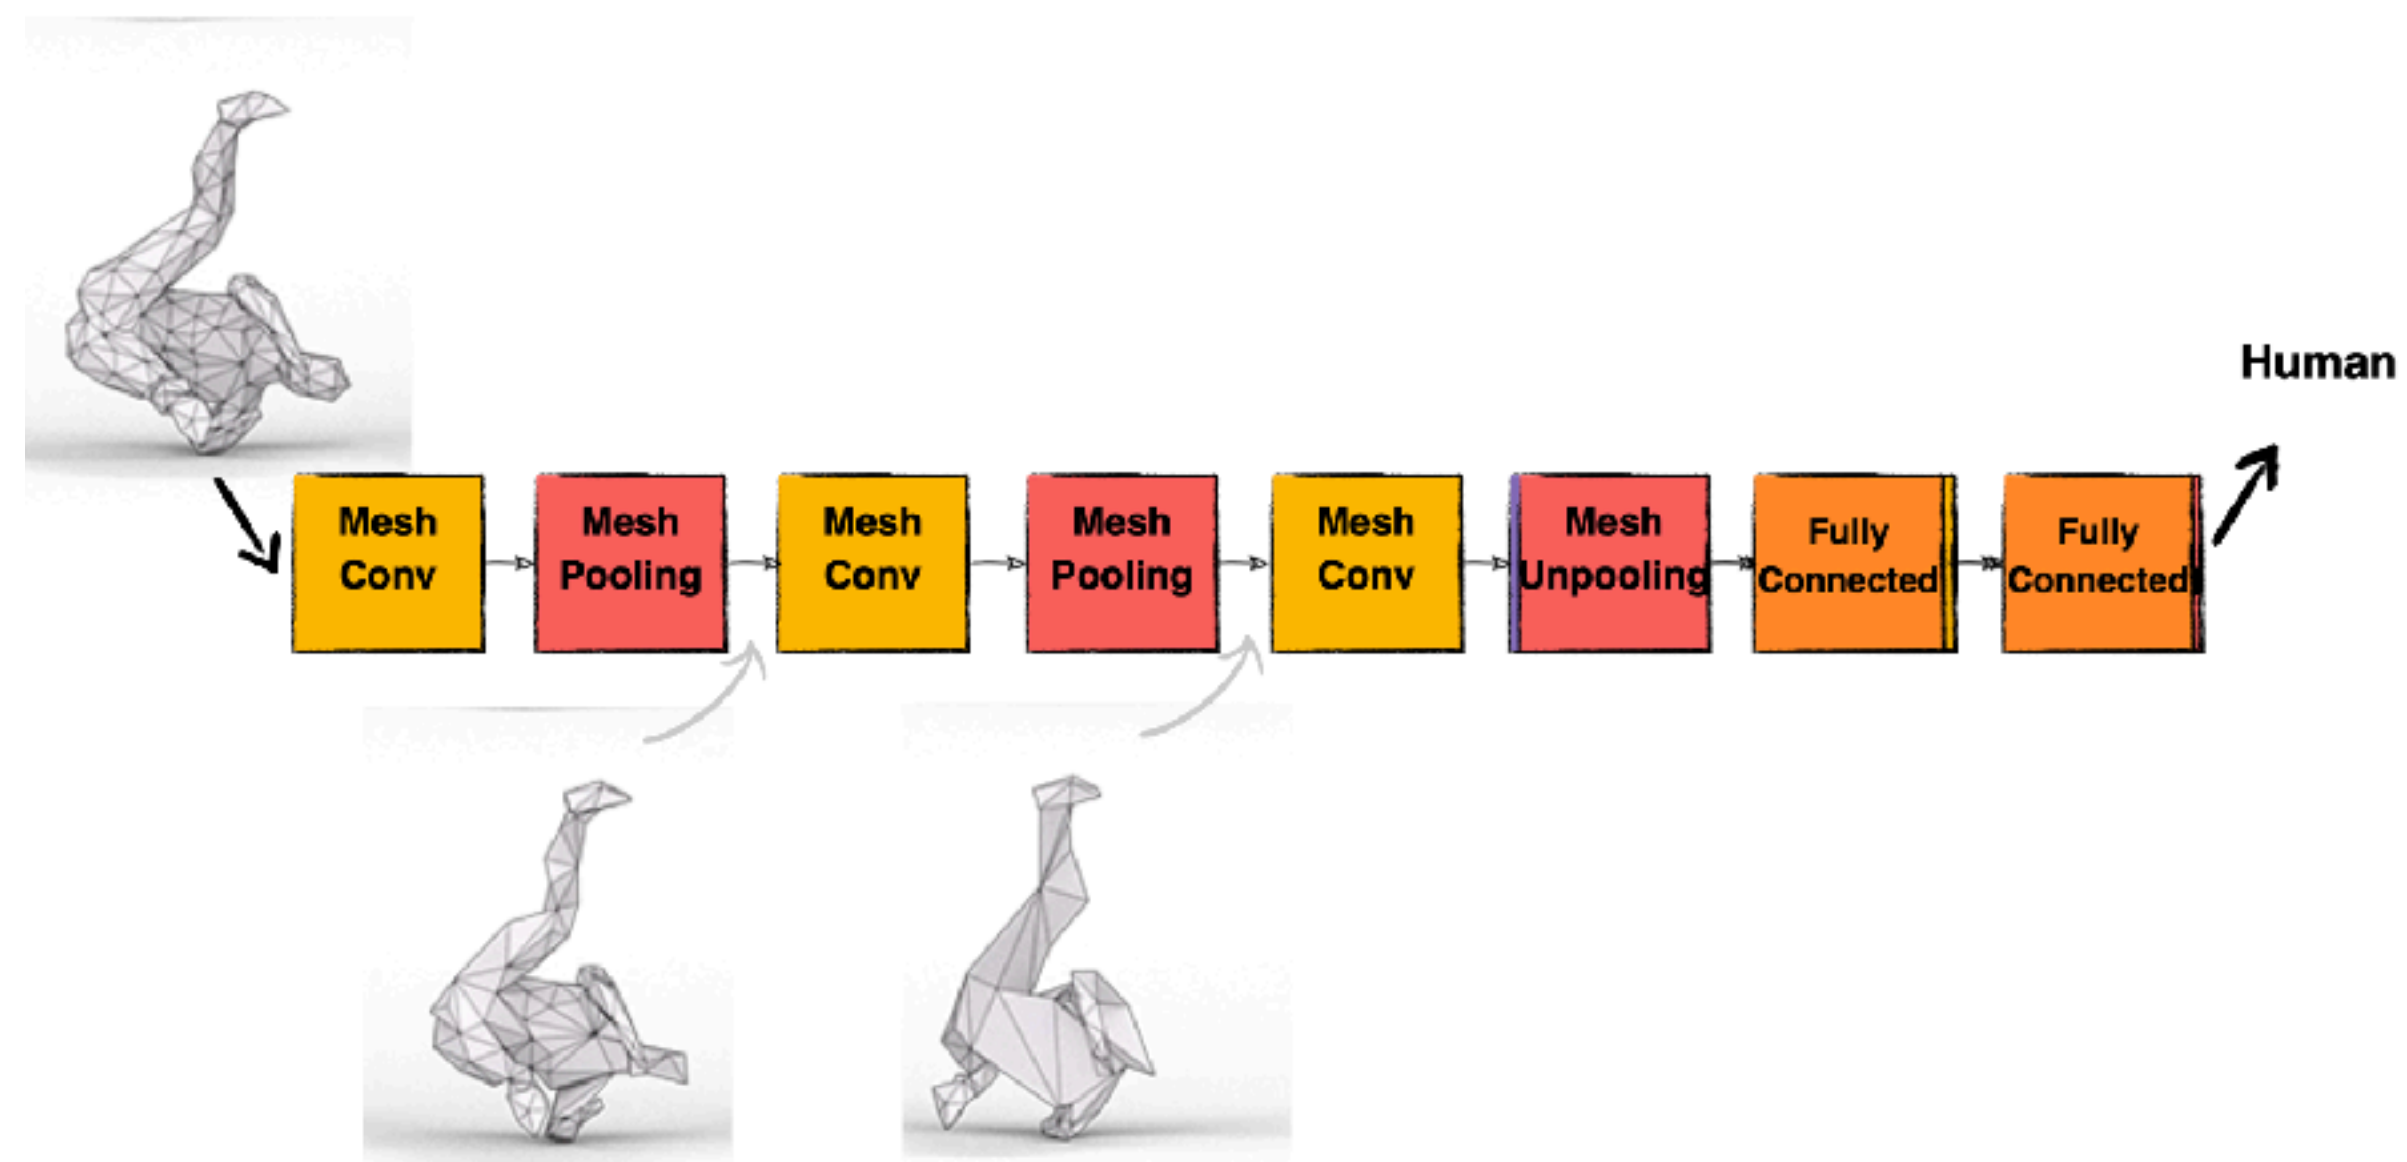 Human
Mesh
Conv
Mesh
Pooling
Mesh
Conv
Mesh
Pooling
Mesh
Conv
Mesh
Unpooling
Fully
Connected
Fully
Connected